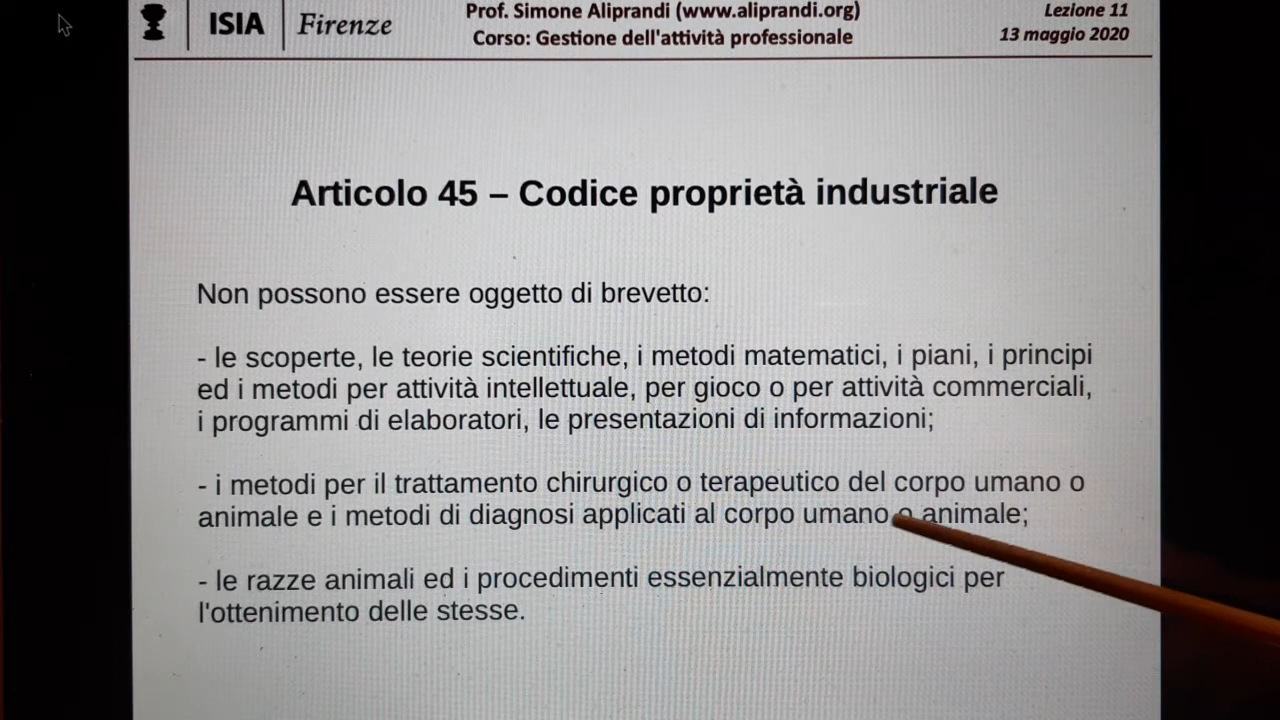 ISIA Firenze
Prof. Simone Aliprandi (www.aliprandi.org)
Corso: Gestione dell'attività professionale
Lezione 11
13 maggio 2020
Articolo 45 – Codice proprietà industriale
Non possono essere oggetto di brevetto:
- le scoperte, le teorie scientifiche, i metodi matematici, i piani, i principi
ed i metodi per attività intellettuale, per gioco o per attività commerciali,
i programmi di elaboratori, le presentazioni di informazioni;
- i metodi per il trattamento chirurgico o terapeutico del corpo umano o
animale e i metodi di diagnosi applicati al corpo umano o animale;
- le razze animali ed i procedimenti essenzialmente biologici per
l'ottenimento delle stesse.